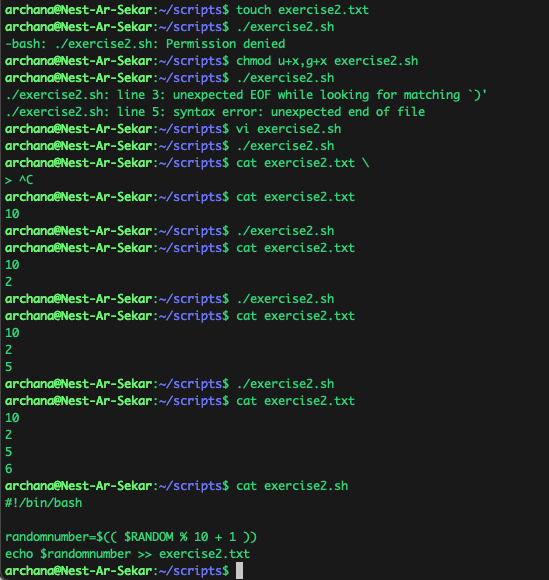 archana@Nest-Ar-Sekar:~/scripts$ touch exercise2.txt
archana@Nest-Ar-Sekar:~/scripts$ ./exercise2.sh
-bash: ./exercise2.sh: Permission denied
archana@Nest-Ar-Sekar:~/scripts$ chmod u+x,g+x exercise2.sh
archana@Nest-Ar-Sekar:~/scripts$ ./exercise2.sh
./exercise2.sh: line 3: unexpected EOF while looking for matching `)'
./exercise2.sh: line 5: syntax error: unexpected end of file
archana@Nest-Ar-Sekar:~/scripts$ vi exercise2.sh
archana@Nest-Ar-Sekar:~/scripts$ ./exercise2.sh
archana@Nest-Ar-Sekar:~/scripts$ cat exercise2.txt \
> ^C
archana@Nest-Ar-Sekar:~/scripts$ cat exercise2.txt
10
archana@Nest-Ar-Sekar:~/scripts$ ./exercise2.sh
archana@Nest-Ar-Sekar:~/scripts$ cat exercise2.txt
10
2
archana@Nest-Ar-Sekar:~/scripts$ ./exercise2.sh
archana@Nest-Ar-Sekar:~/scripts$ cat exercise2.txt
10
2
5
archana@Nest-Ar-Sekar:~/scripts$ ./exercise2.sh
archana@Nest-Ar-Sekar:~/scripts$ cat exercise2.txt
10
2
5
6
archana@Nest-Ar-Sekar:~/scripts$ cat exercise2.sh
#!/bin/bash
randomnumber=$(( $RANDOM % 10 + 1 ))
echo $randomnumber >> exercise2.txt
archana@Nest-Ar-Sekar:~/scripts$